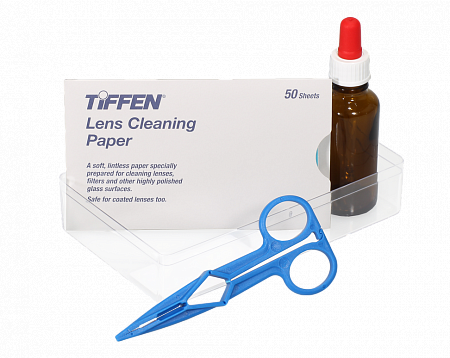 TIFFEN
50 Sheets
Lens Cleaning
Paper
A soft, lintless paper specially
prepared for cleaning lenses,
filters and other highly polished
glass surfaces.
Safe for coated lenses too.